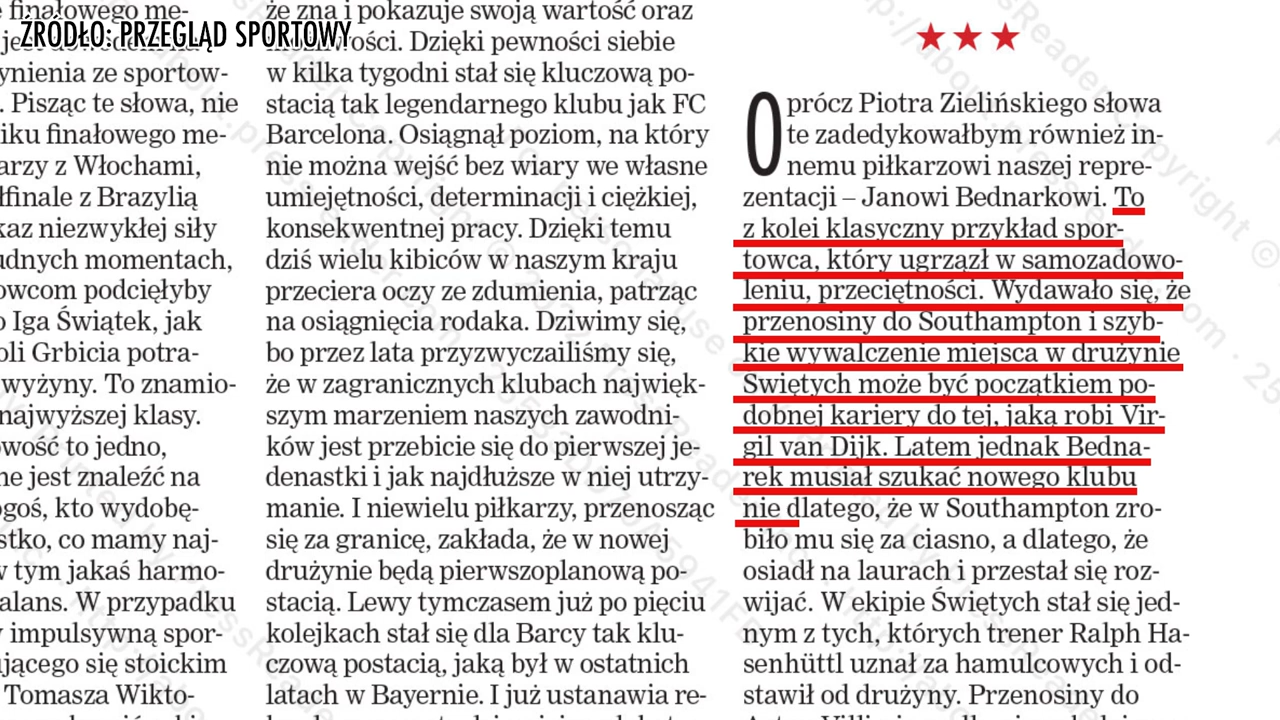 ŹRÓDŁO: PRZEGLĄD SPORTOWY
finałowego me-
ynienia ze sportow-
. Pisząc te słowa, nie
iku finałowego me-
arzy z Włochami,
łfinale z Brazylią
kaz niezwykłej siły
udnych momentach,
owcom podcięłyby
o Iga Świątek, jak
oli Grbicia potra-
wyżyny. To znamio-
najwyższej klasy.
owość to jedno,
ne jest znaleźć na
ogoś, kto wydobę-
stko, co mamy naj-
w tym jakaś harmo-
alans. W przypadku
y impulsywną spor-
ującego się stoickim
Tomasza Wikto-
że zna i pokazuje swoją wartość oraz
możliwości. Dzięki pewności siebie
w kilka tygodni stał się kluczową po-
stacią tak legendarnego klubu jak FC
Barcelona. Osiągnął poziom, na który
nie można wejść bez wiary we własne
umiejętności, determinacji i ciężkiej,
konsekwentnej pracy. Dzięki temu
dziś wielu kibiców w naszym kraju
przeciera oczy ze zdumienia, patrząc
na osiągnięcia rodaka. Dziwimy się,
bo przez lata przyzwyczailiśmy się,
że w zagranicznych klubach najwięk-
szym marzeniem naszych zawodni-
ków jest przebicie się do pierwszej je-
denastki i jak najdłuższe w niej utrzy-
manie. I niewielu piłkarzy, przenosząc
się za granicę, zakłada, że w nowej
drużynie będą pierwszoplanową po-
stacią. Lewy tymczasem już po pięciu
kolejkach stał się dla Barcy tak klu-
czową postacią, jaką był w ostatnich
latach w Bayernie. I już ustanawia re-
★★★
Oprócz Piotra Zielińskiego słowa
te zadedykowałbym również in-
nemu piłkarzowi naszej repre-
zentacji – Janowi Bednarkowi. To
z kolei klasyczny przykład spor-
towca, który ugrzązł w samozadowo-
leniu, przeciętności. Wydawało się, że
przenosiny do Southampton i szyb-
kie wywalczenie miejsca w drużynie
Świętych może być początkiem po-
dobnej kariery do tej, jaką robi Vir-
gil van Dijk. Latem jednak Bedna-
rek musiał szukać nowego klubu
nie dlatego, że w Southampton zro-
biło mu się za ciasno, a dlatego, że
osiadł na laurach i przestał się roz-
wijać. W ekipie Świętych stał się jed-
nym z tych, których trener Ralph Ha-
senhüttl uznał za hamulcowych i od-
stawił od drużyny. Przenosiny do